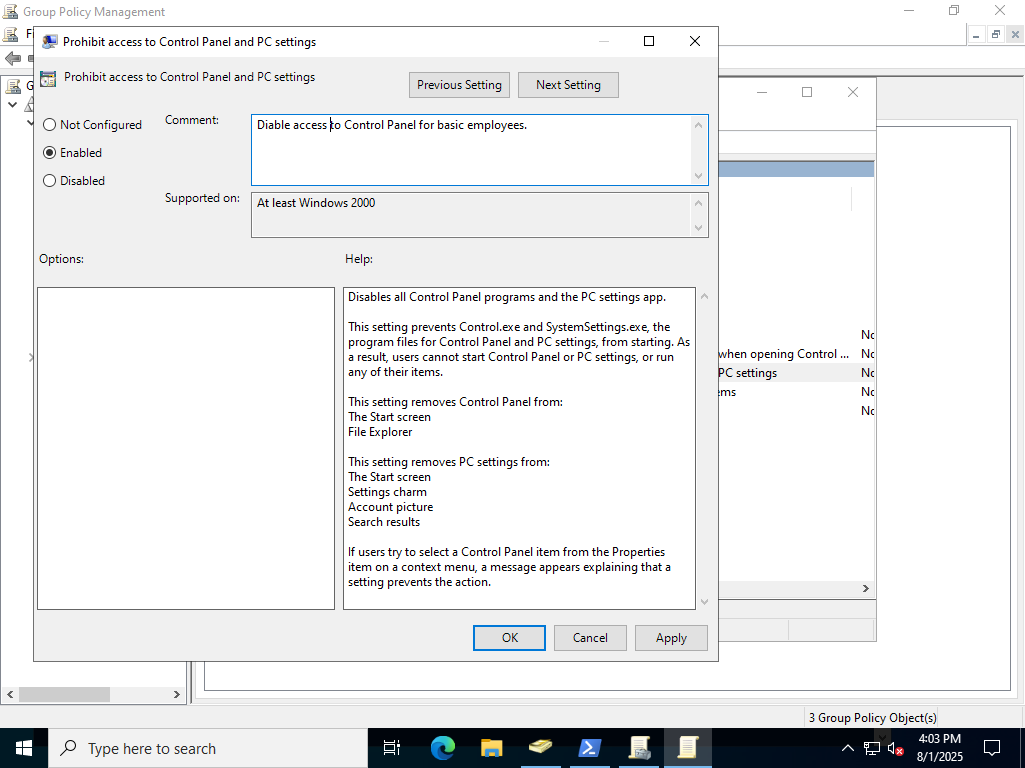 Group Policy Management
Prohibit access to Control Panel and PC settings
Prohibit access to Control Panel and PC settings
Previous Setting
Next Setting
Not Configured
Enabled
Disabled
Comment:
Diable access to Control Panel for basic employees.
Supported on:
At least Windows 2000
Options:
Help:
Disables all Control Panel programs and the PC settings app.
This setting prevents Control.exe and SystemSettings.exe, the
program files for Control Panel and PC settings, from starting. As
a result, users cannot start Control Panel or PC settings, or run
any of their items.
This setting removes Control Panel from:
The Start screen
File Explorer
This setting removes PC settings from:
The Start screen
Settings charm
Account picture
Search results
If users try to select a Control Panel item from the Properties
item on a context menu, a message appears explaining that a
setting prevents the action.
when opening Control ...
PC settings
OK
Cancel
Apply
3 Group Policy Object(s)
Type here to search
4:03 PM
8/1/2025